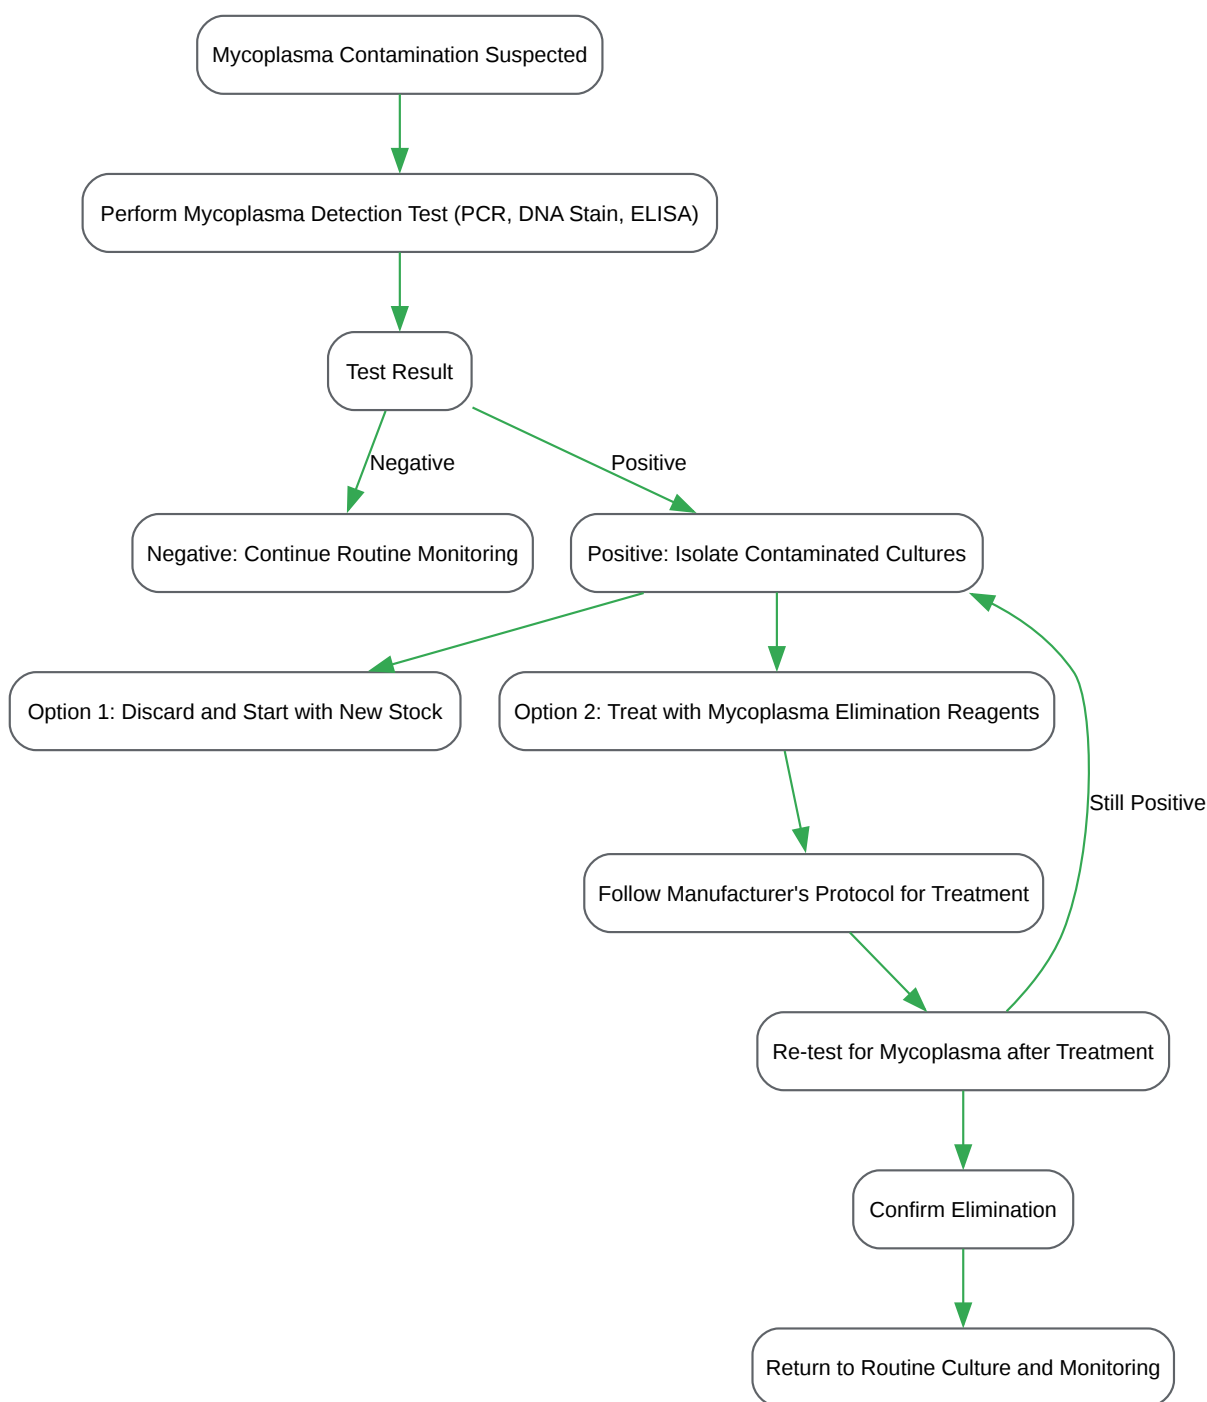 Mycoplasma Contamination Suspected
Perform Mycoplasma Detection Test (PCR, DNA Stain, ELISA)
Test Result
Negative
Positive
Negative: Continue Routine Monitoring
Positive: Isolate Contaminated Cultures
Option 1: Discard and Start with New Stock
Option 2: Treat with Mycoplasma Elimination Reagents
Still Positive
Follow Manufacturer's Protocol for Treatment
Re-test for Mycoplasma after Treatment
Confirm Elimination
Return to Routine Culture and Monitoring